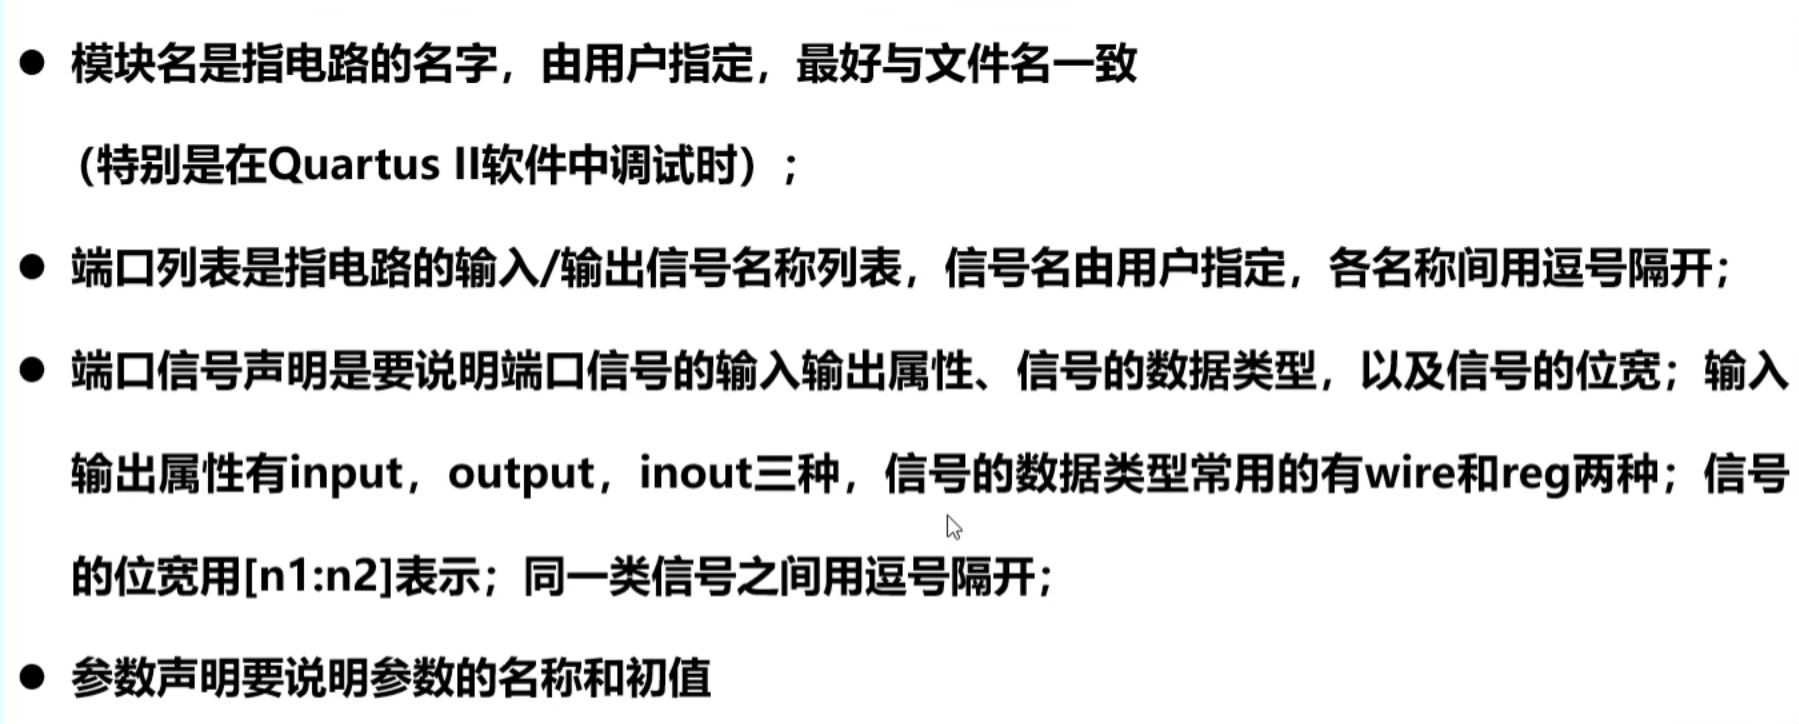 ● 模块名是指电路的名字，由用户指定，最好与文件名一致
（特别是在Quartus II软件中调试时）；
● 端口列表是指电路的输入/输出信号名称列表，信号名由用户指定，各名称间用逗号隔开；
● 端口信号声明是要说明端口信号的输入输出属性、信号的数据类型，以及信号的位宽；输入
输出属性有input，output，inout三种，信号的数据类型常用的有wire和reg两种；信号
的位宽用[n1:n2]表示；同一类信号之间用逗号隔开；
● 参数声明要说明参数的名称和初值